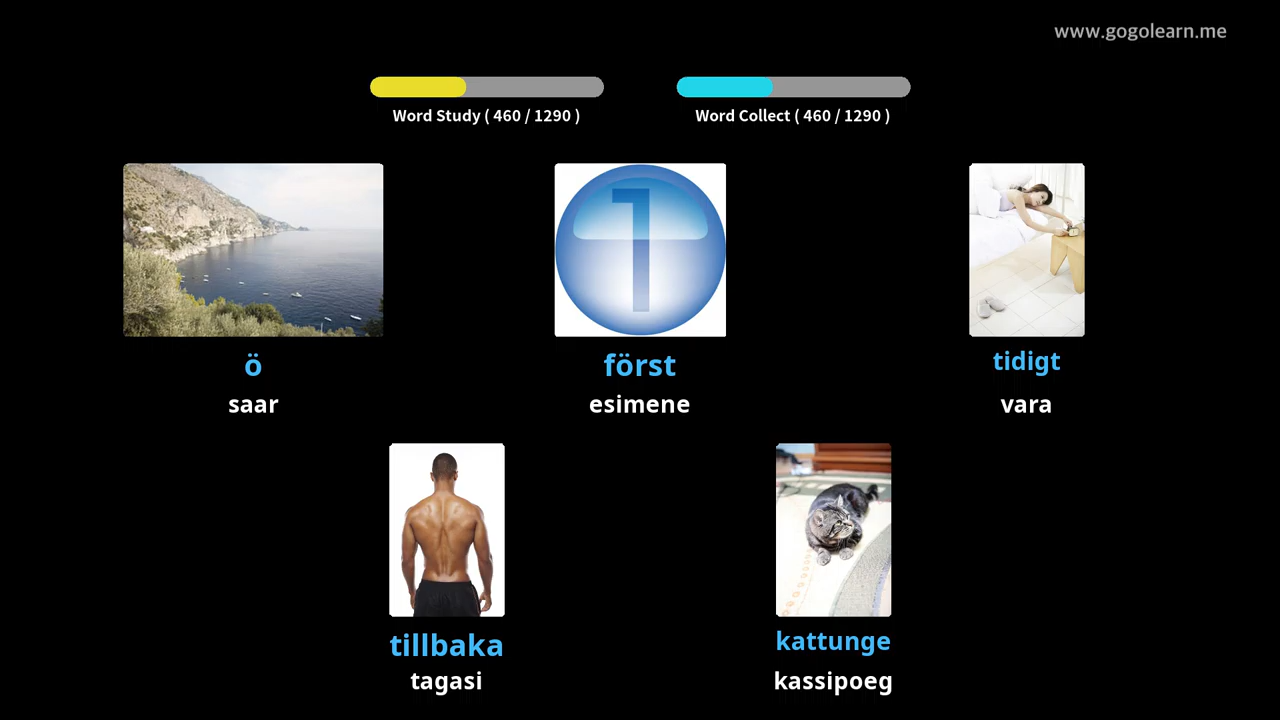 www.gogolearn.me
Word Study ( 460 / 1290 )
Word Collect ( 460 / 1290 )
1
ö
först
tidigt
saar
esimene
vara
tillbaka
kattunge
tagasi
kassipoeg